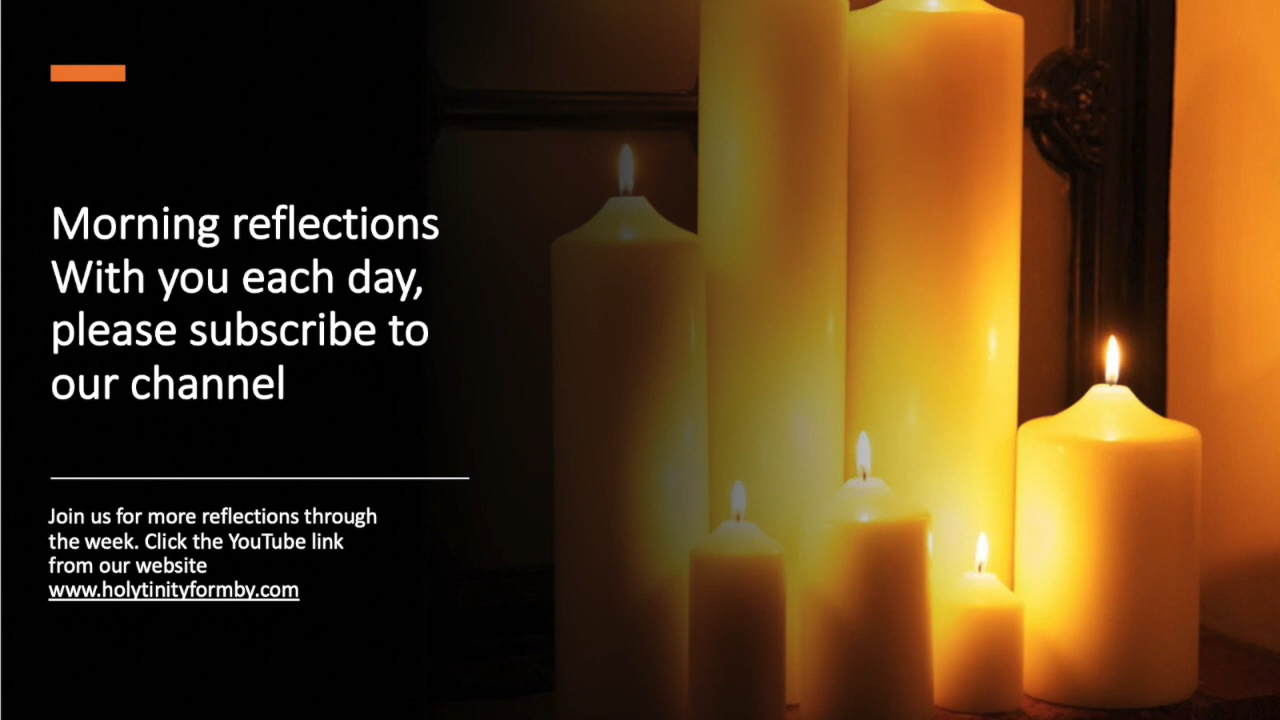 Morning reflections
With you each day,
please subscribe to
our channel
Join us for more reflections through
the week. Click the YouTube link
from our website
www.holytinityformby.com